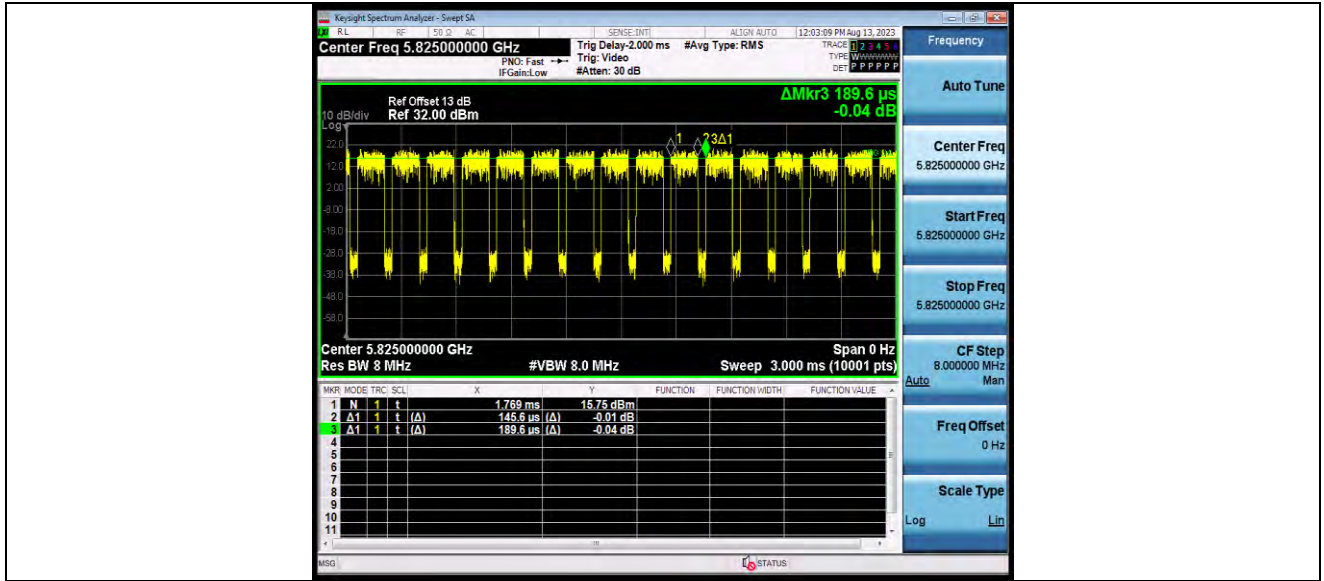 Keysight Spectrum Analyzer - Swept SA
RL RF 50 Ω AC SENSE:INT ALIGN AUTO 12:03:09 PM Aug 13, 2023
Center Freq 5.825000000 GHz
PNO: Fast
IFGain:Low
Trig Delay-2.000 ms
Trig: Video
#Atten: 30 dB
#Avg Type: RMS
TRACE 1 2 3 4 5 6
TYPE WWWWWW
DET P P P P P P
Frequency
ΔMkr3 189.6 µs
-0.04 dB
Ref Offset 13 dB
10 dB/div Ref 32.00 dBm
Log
22.0
12.0
2.00
-8.00
-18.0
-28.0
-38.0
-48.0
-58.0
1 2 3Δ1
Center 5.825000000 GHz Span 0 Hz
Res BW 8 MHz #VBW 8.0 MHz Sweep 3.000 ms (10001 pts)
MKR MODE TRC SCL X Y FUNCTION FUNCTION WIDTH FUNCTION VALUE
1 N 1 t 1.769 ms 15.75 dBm
2 Δ1 1 t (Δ) 145.6 µs (Δ) -0.01 dB
3 Δ1 1 t (Δ) 189.6 µs (Δ) -0.04 dB
4
5
6
7
8
9
10
11
MSG STATUS
Auto Tune
Center Freq
5.825000000 GHz
Start Freq
5.825000000 GHz
Stop Freq
5.825000000 GHz
CF Step
8.000000 MHz
Auto Man
Freq Offset
0 Hz
Scale Type
Log Lin